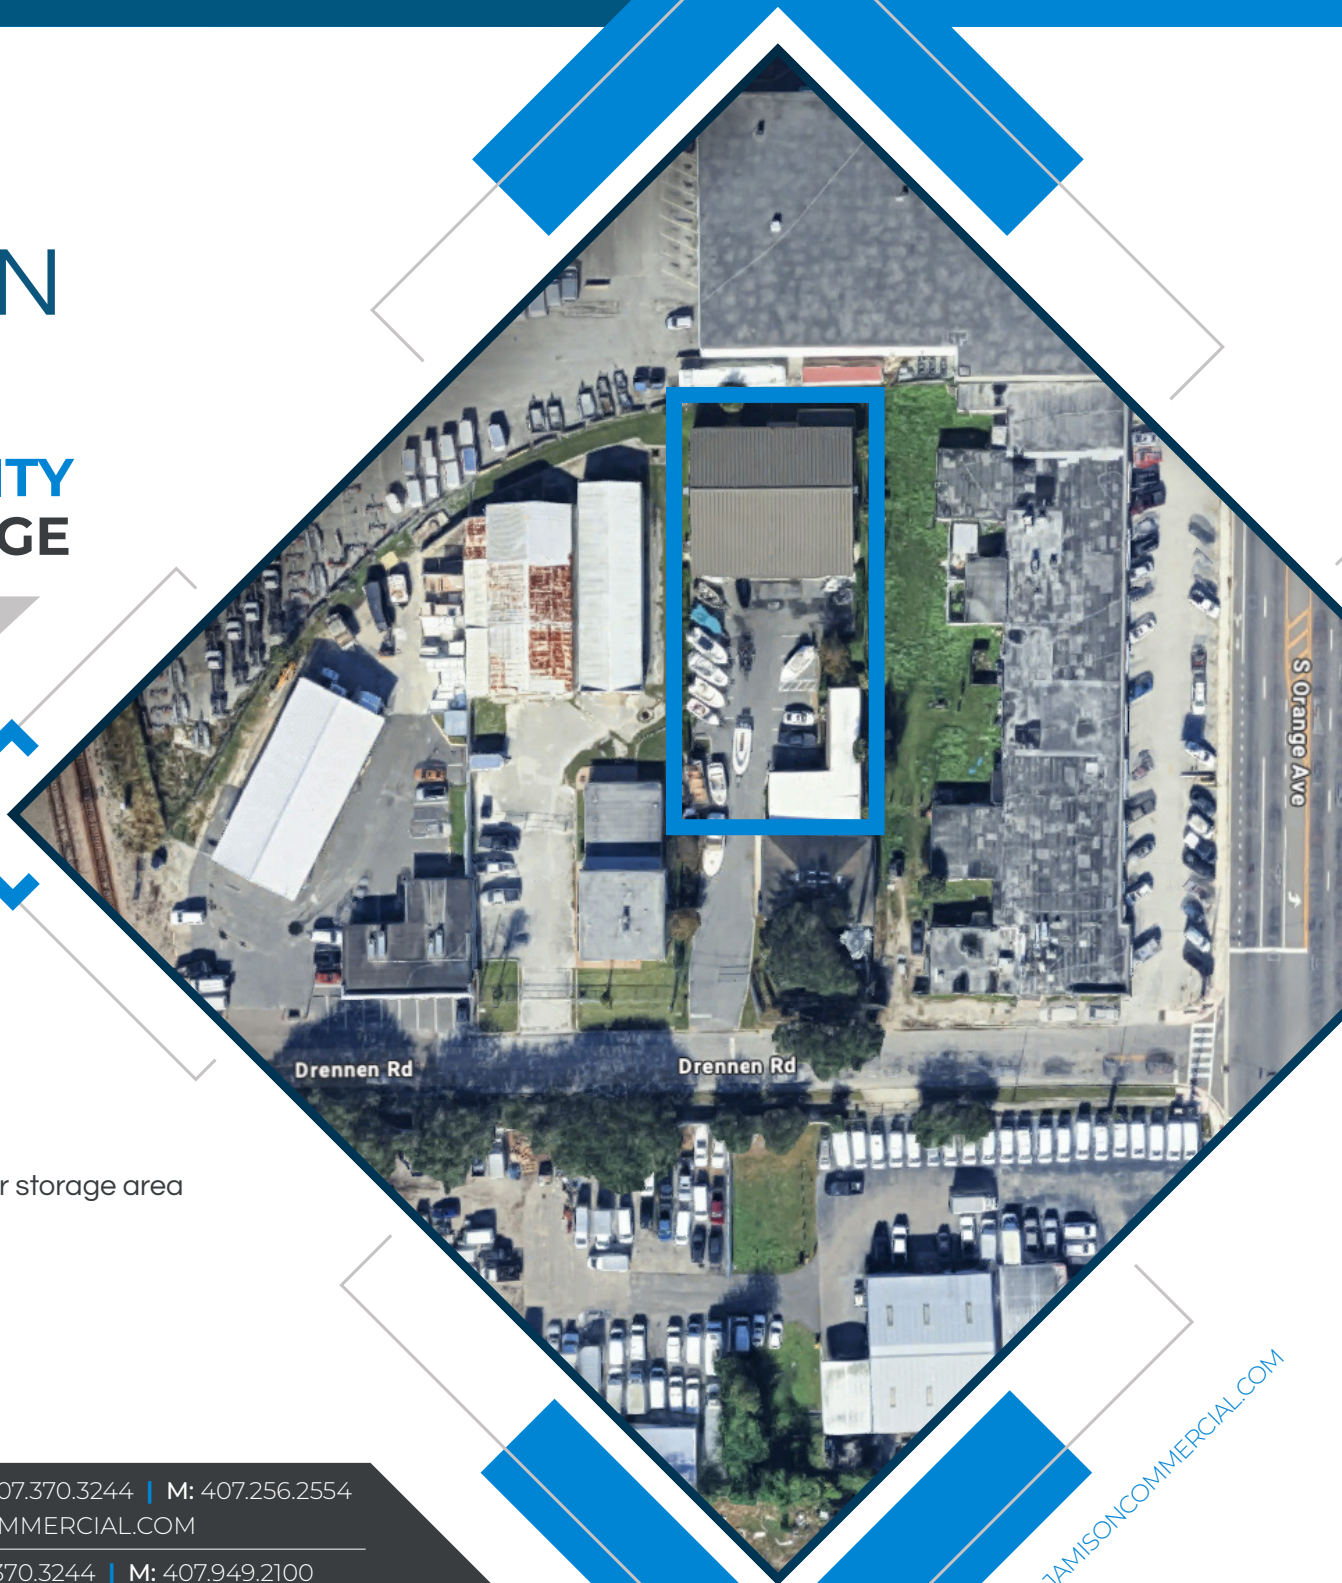 N
ITY
GE
S Orange Ave
Drennen Rd
Drennen Rd
r storage area
07.370.3244 | M: 407.256.2554
OMMERCIAL.COM
370.3244 | M: 407.949.2100
JAMISONCOMMERCIAL.COM